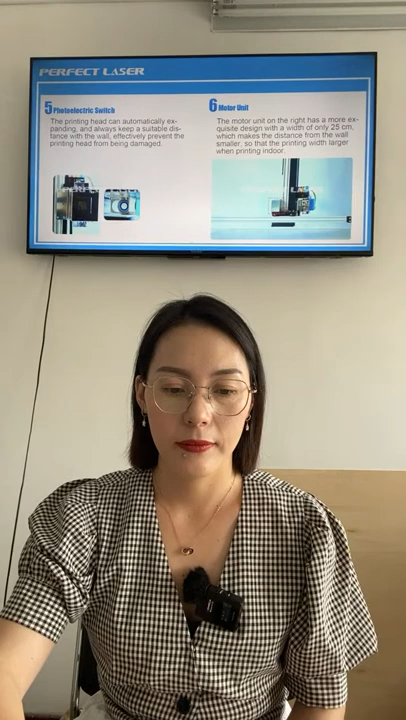 PERFECT LASER
5 Photoelectric Switch
The printing head can automatically ex-
panding, and always keep a suitable dis-
tance with the wall, effectively prevent the
printing head from being damaged.
6 Motor Unit
The motor unit on the right has a more ex-
quisite design with a width of only 25 cm,
which makes the distance from the wall
smaller, so that the printing width larger
when printing indoor.